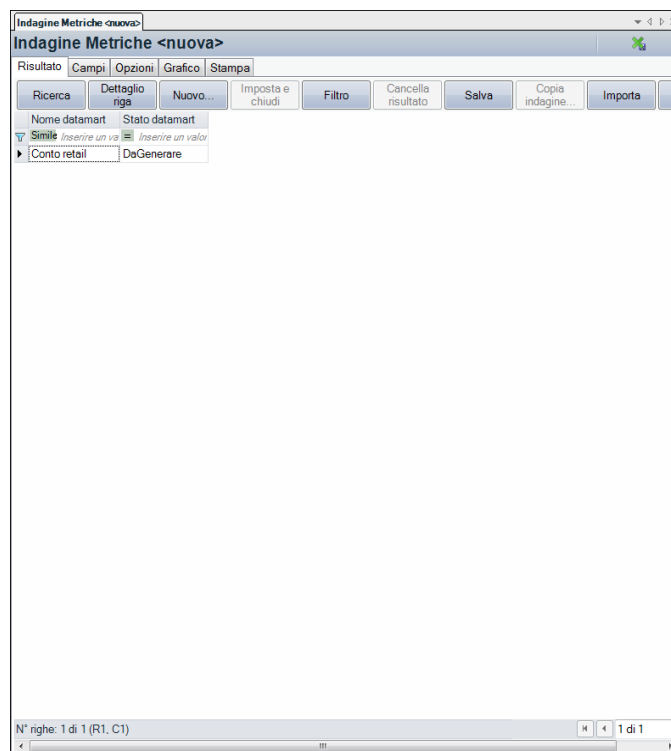 Indagine Metriche <nuova>
Indagine Metriche <nuova>
Risultato Campi Opzioni Grafico Stampa
Ricerca Dettaglio riga Nuovo... Imposta e chiudi Filtro Cancella risultato Salva Copia indagine... Importa
Nome datamart Stato datamart
Simile Inserire un va = Inserire un valor
Conto retail DaGenerare
N° righe: 1 di 1 (R1, C1) 1 di 1